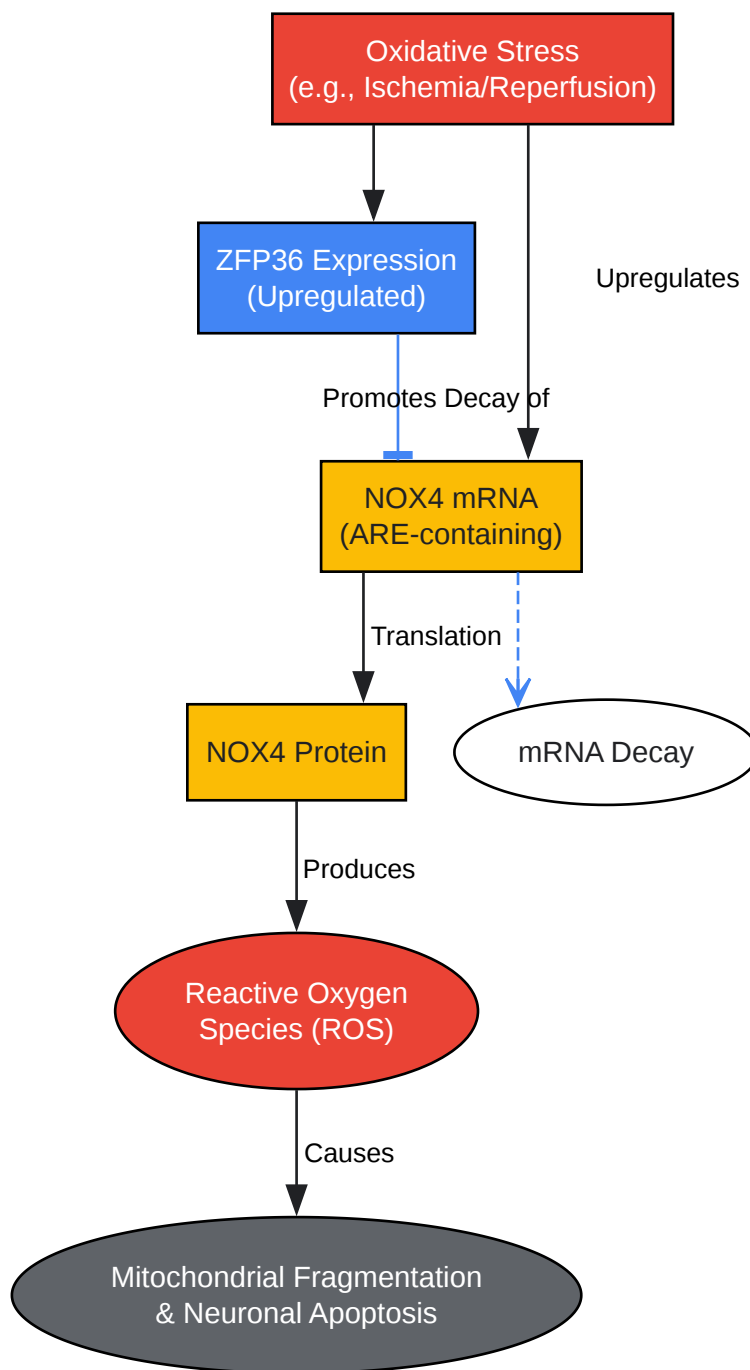 Oxidative Stress
(e.g., Ischemia/Reperfusion)
ZFP36 Expression
(Upregulated)
Upregulates
Promotes Decay of
NOX4 mRNA
(ARE-containing)
Translation
NOX4 Protein
mRNA Decay
Produces
Reactive Oxygen
Species (ROS)
Causes
Mitochondrial Fragmentation
& Neuronal Apoptosis